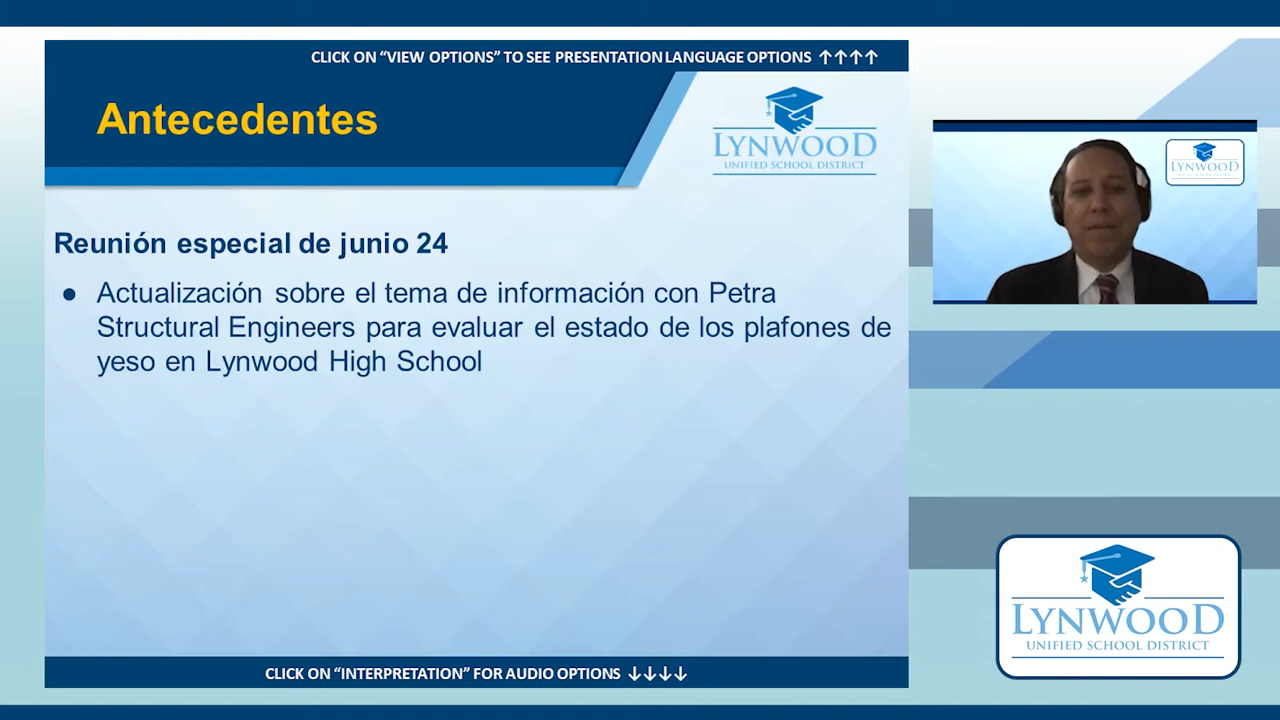 CLICK ON “VIEW OPTIONS” TO SEE PRESENTATION LANGUAGE OPTIONS ↑↑↑↑
Antecedentes
LYNWOOD
UNIFIED SCHOOL DISTRICT
Reunión especial de junio 24
● Actualización sobre el tema de información con Petra
Structural Engineers para evaluar el estado de los plafones de
yeso en Lynwood High School
CLICK ON “INTERPRETATION” FOR AUDIO OPTIONS ↓↓↓↓
LYNWOOD
LYNWOOD
UNIFIED SCHOOL DISTRICT